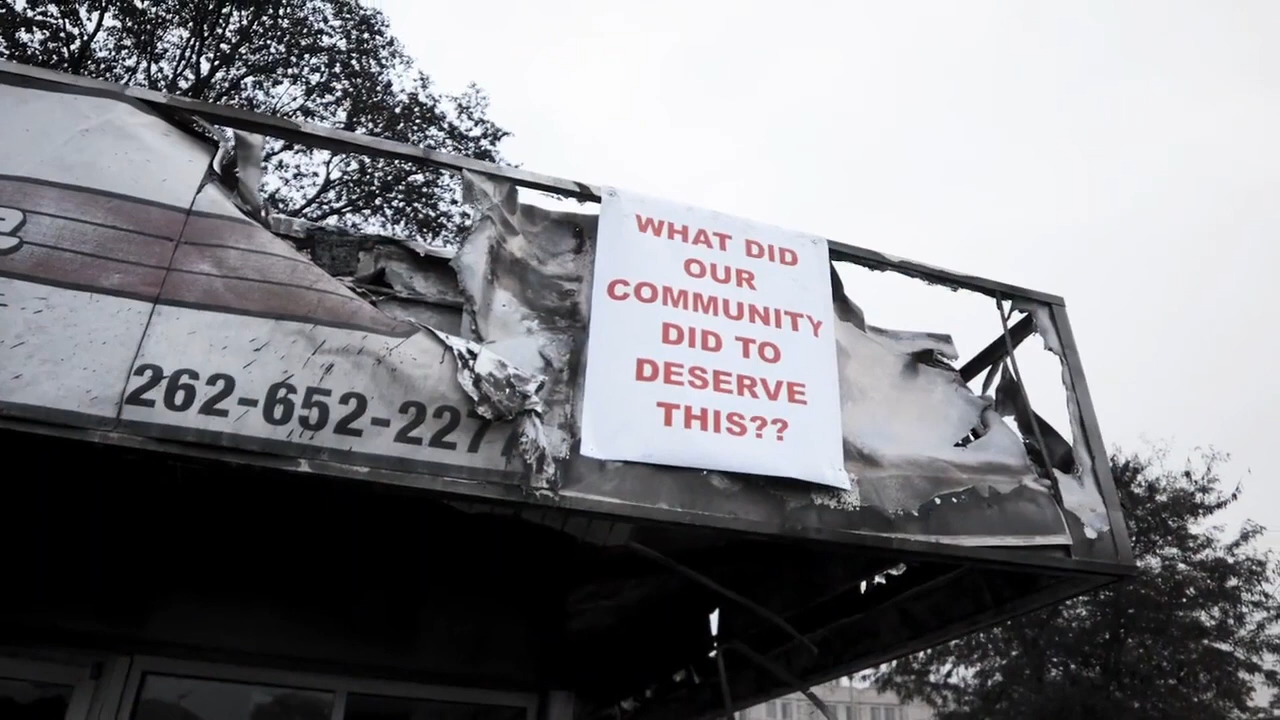 262-652-227
WHAT DID
OUR
COMMUNITY
DID TO
DESERVE
THIS??